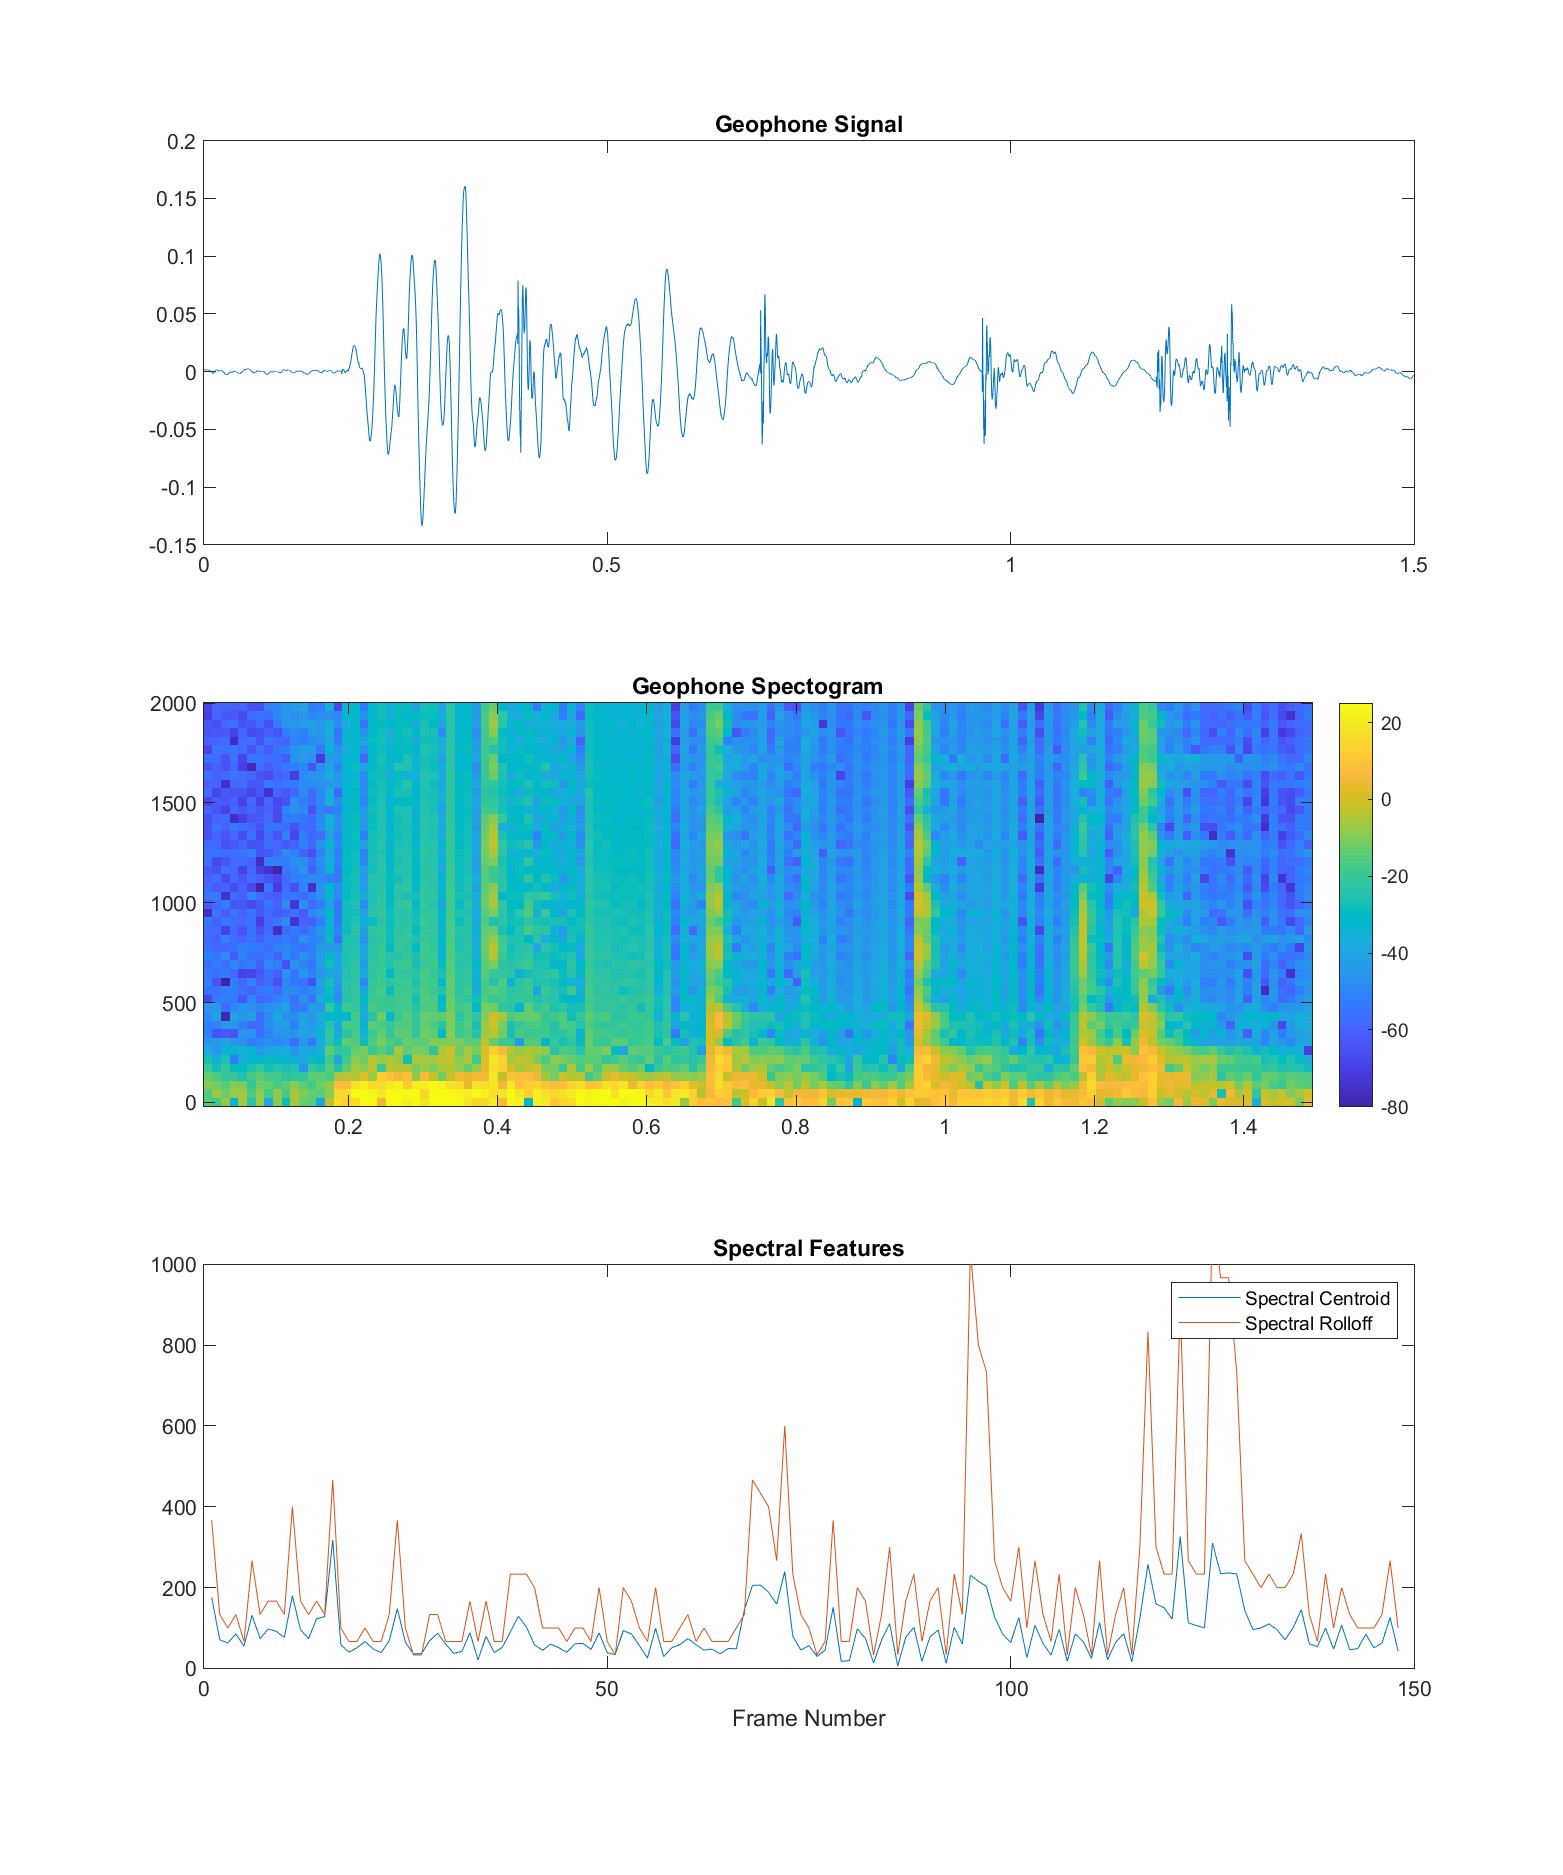 Geophone Signal
0.2
0.15
0.1
0.05
0
-0.05
-0.1
-0.15
0 0.5 1 1.5
Geophone Spectogram
2000
1500
1000
500
0
0.2 0.4 0.6 0.8 1 1.2 1.4
20
0
-20
-40
-60
-80
Spectral Features
1000
800
600
400
200
0
0 50 100 150
Frame Number
Spectral Centroid
Spectral Rolloff